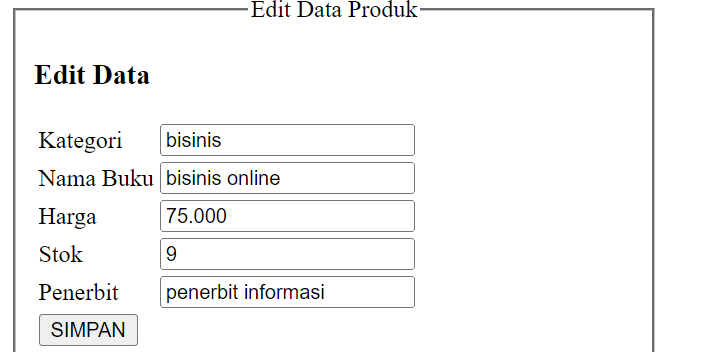 Edit Data Produk
Edit Data
Kategori bisinis
Nama Buku bisinis online
Harga 75.000
Stok 9
Penerbit penerbit informasi
SIMPAN